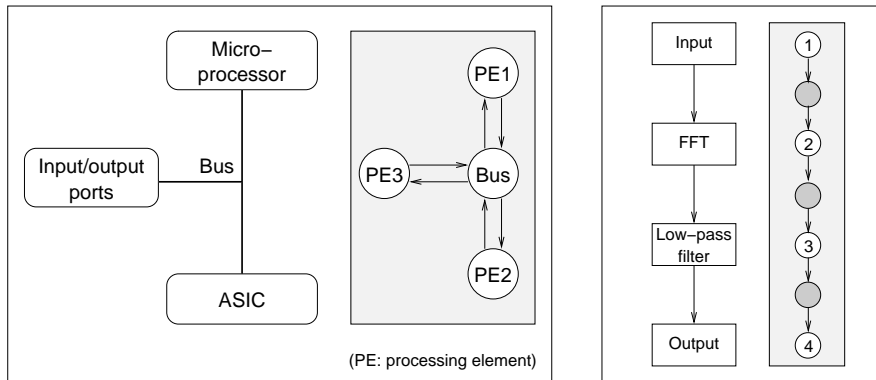 Micro–
processor
Input/output
ports
Bus
ASIC
PE1
PE3
Bus
PE2
(PE: processing element)
Input
FFT
Low–pass
filter
Output
1
2
3
4